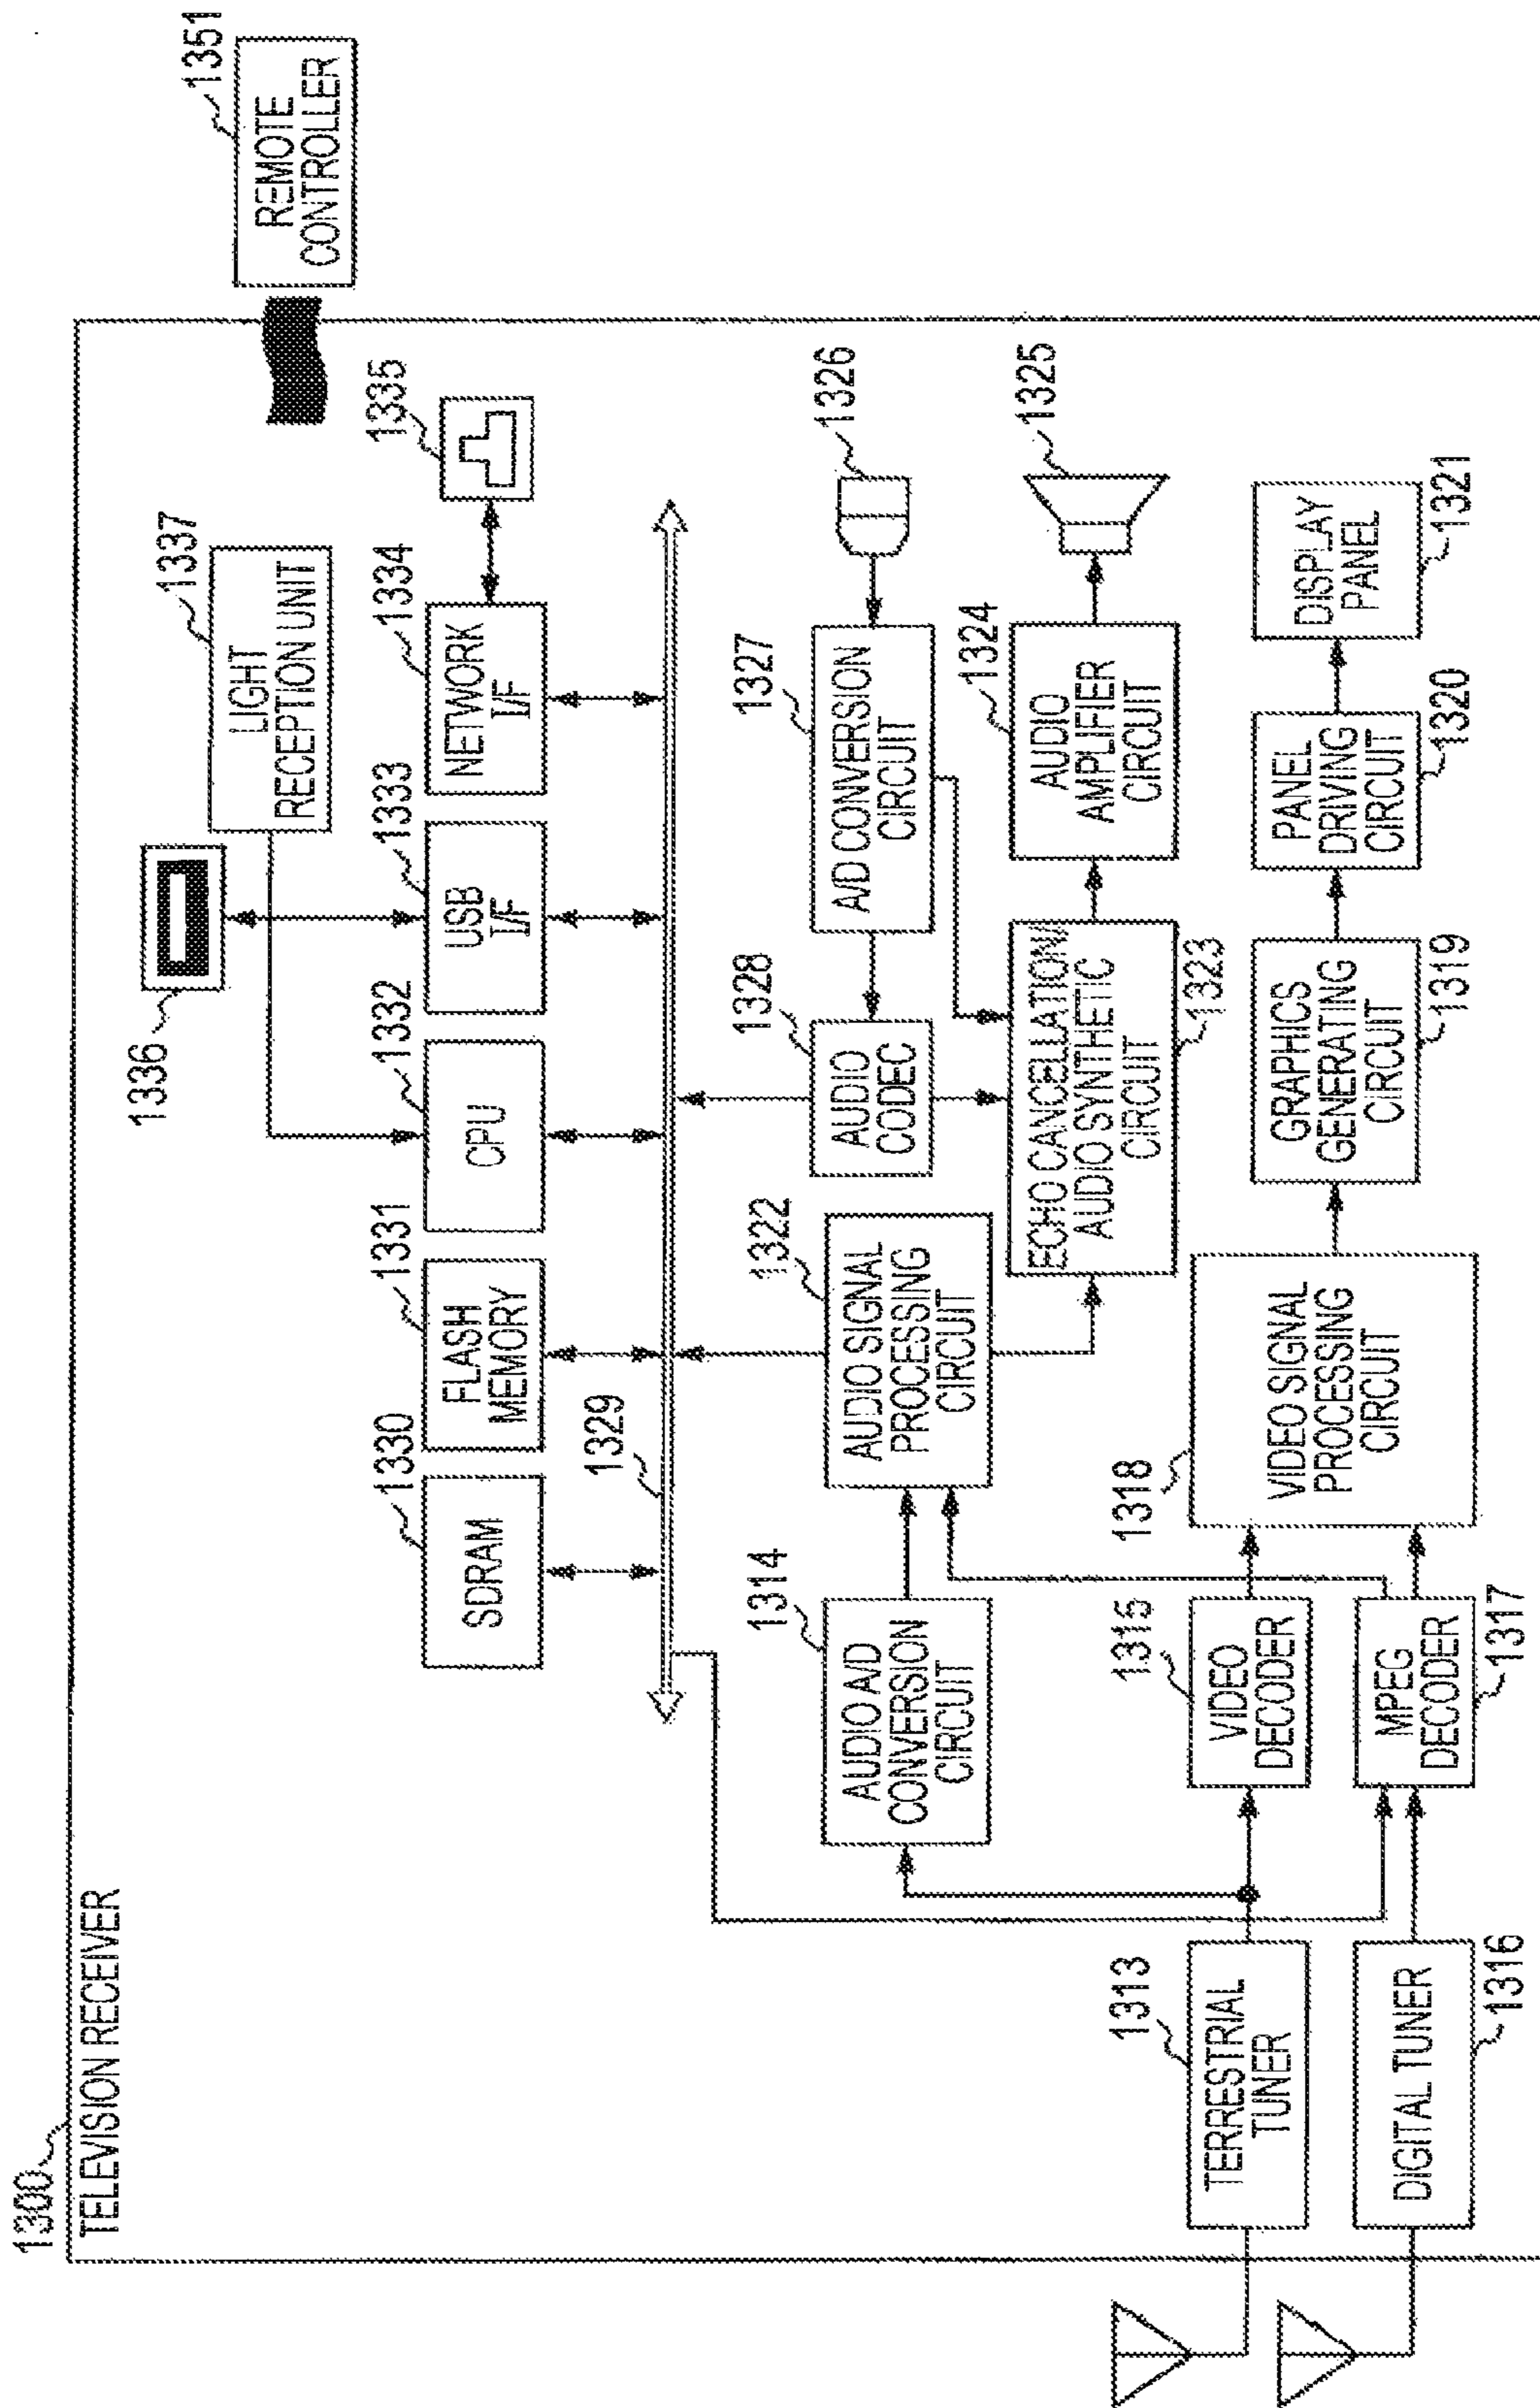 1300
TELEVISION RECEIVER
1351
REMOTE
CONTROLLER
1336
1337
LIGHT
RECEPTION UNIT
1330
SDRAM
1331
FLASH
MEMORY
1332
CPU
1333
USB
I/F
1334
NETWORK
I/F
1335
1329
1314
AUDIO A/D
CONVERSION
CIRCUIT
1322
AUDIO SIGNAL
PROCESSING
CIRCUIT
1328
AUDIO
CODEC
1327
A/D CONVERSION
CIRCUIT
1326
ECHO CANCELLATION/
AUDIO SYNTHETIC
CIRCUIT
1323
1324
AUDIO
AMPLIFIER
CIRCUIT
1325
1313
TERRESTRIAL
TUNER
1315
VIDEO
DECODER
1318
VIDEO SIGNAL
PROCESSING
CIRCUIT
GRAPHICS
GENERATING
CIRCUIT
1319
PANEL
DRIVING
CIRCUIT
1320
DISPLAY
PANEL
1321
DIGITAL TUNER
1316
MPEG
DECODER
1317